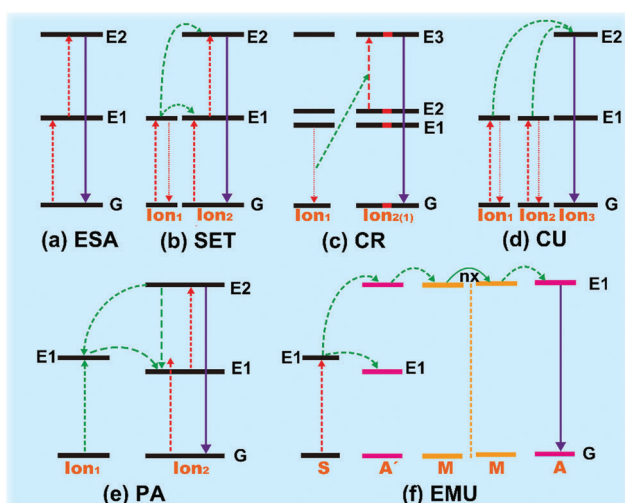 E2
E1
G
(a) ESA
E2
E1
G
Ion1 Ion2
(b) SET
E3
E2
E1
G
Ion1 Ion2(1)
(c) CR
E2
E1
G
Ion1 Ion2 Ion3
(d) CU
E2
E1 E1
G
Ion1 Ion2
(e) PA
nx E1
E1 E1
G
S A´ M M A
(f) EMU